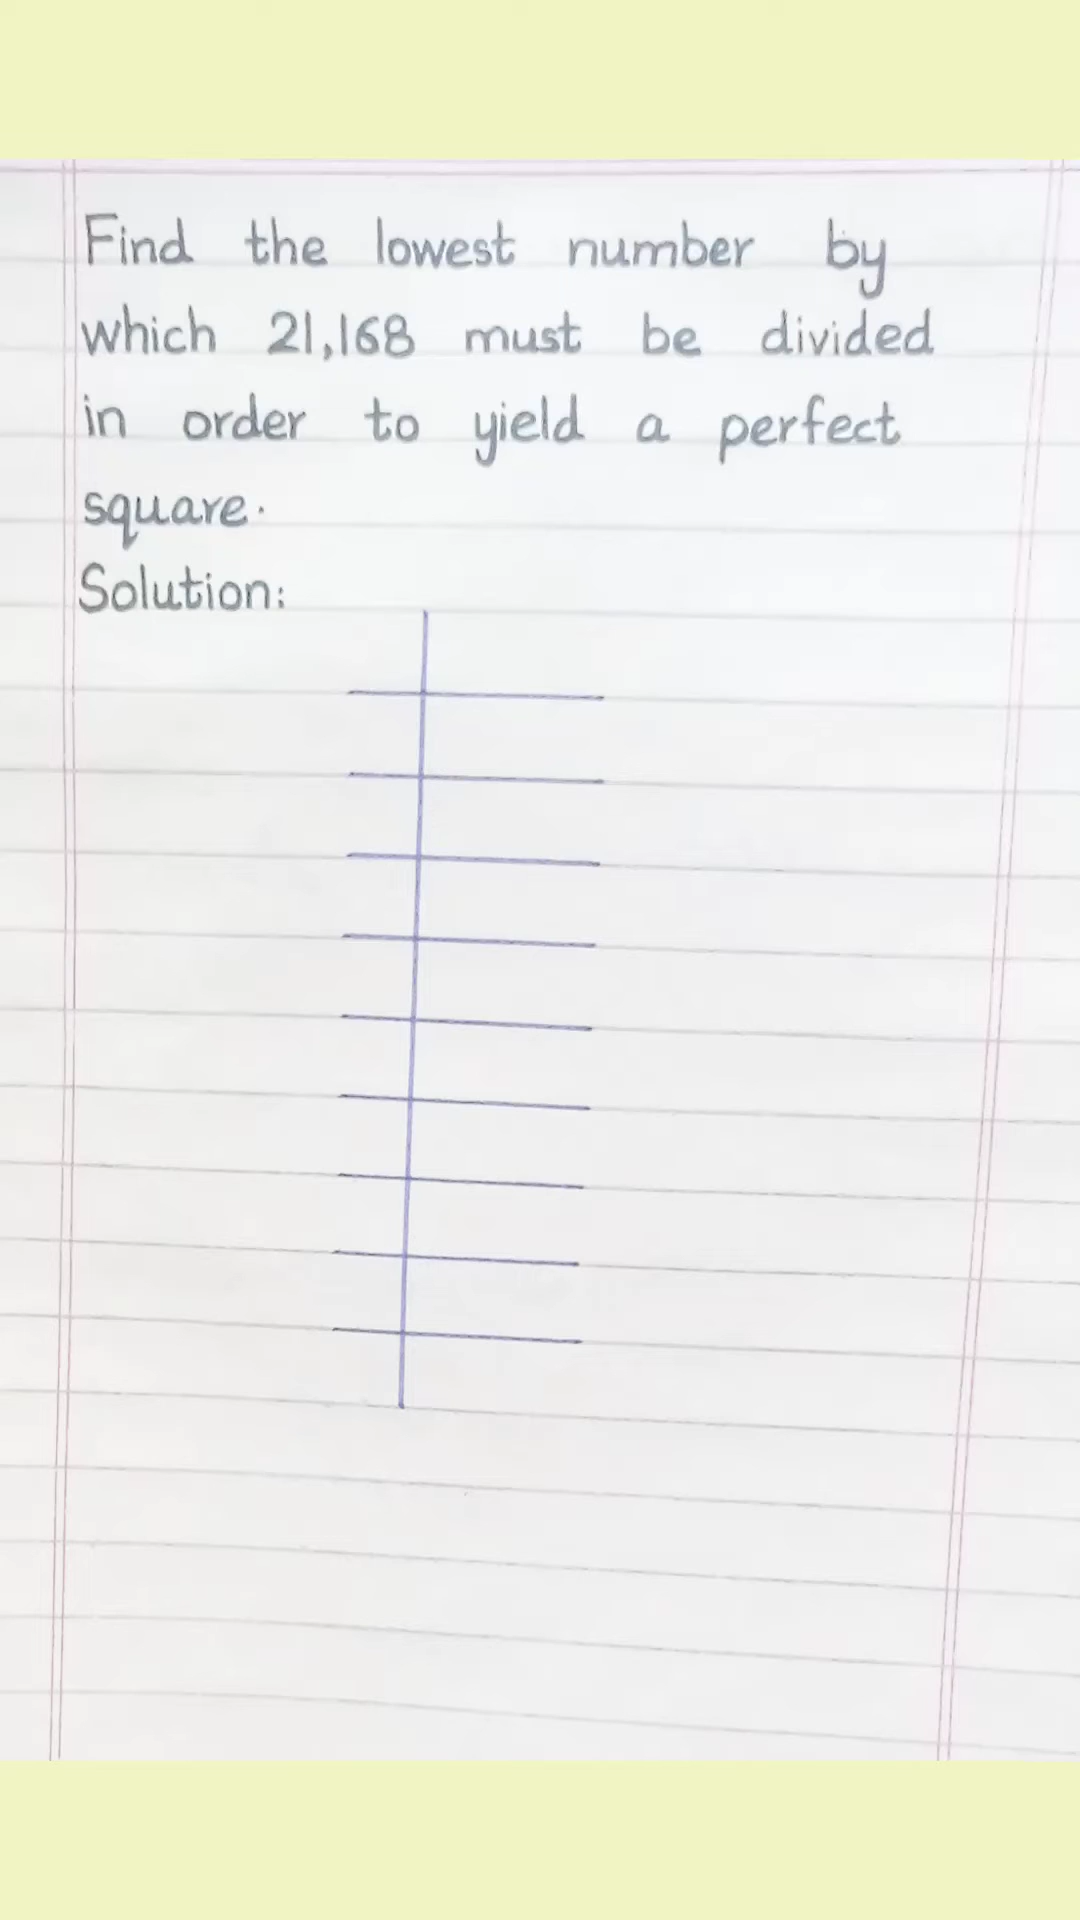 Find the lowest number by
which 21,168 must be divided
in order to yield a perfect
square.
Solution: